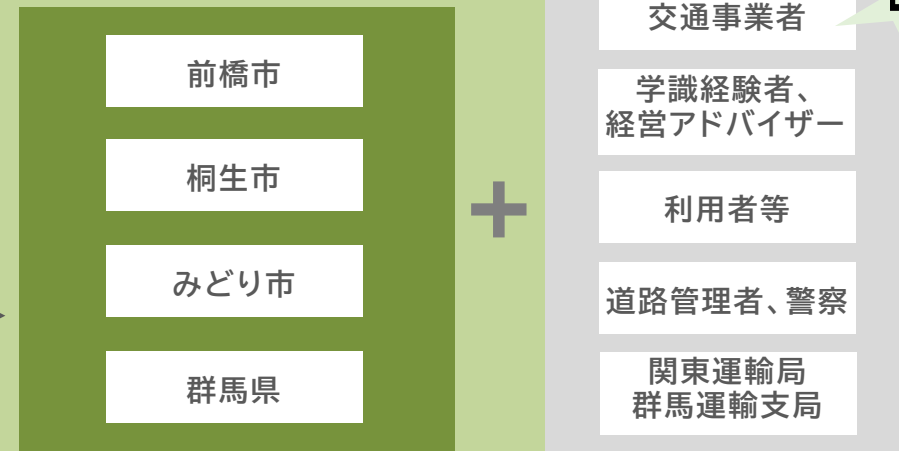 前橋市
桐生市
みどり市
群馬県
+
交通事業者
学識経験者、
経営アドバイザー
利用者等
道路管理者、警察
関東運輸局
群馬運輸支局